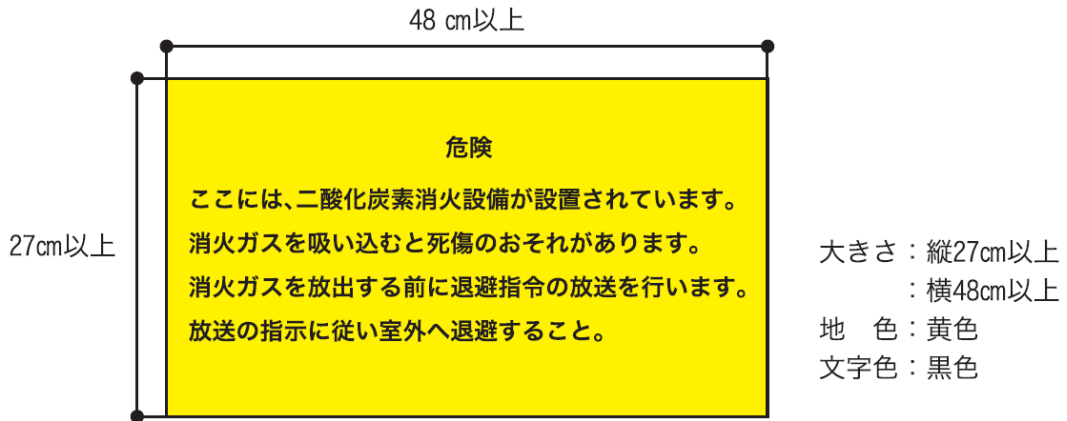 48 cm以上
27cm以上
危険
ここには、二酸化炭素消火設備が設置されています。
消火ガスを吸い込むと死傷のおそれがあります。
消火ガスを放出する前に退避指令の放送を行います。
放送の指示に従い室外へ退避すること。
大きさ：縦27cm以上
：横48cm以上
地　色：黄色
文字色：黒色